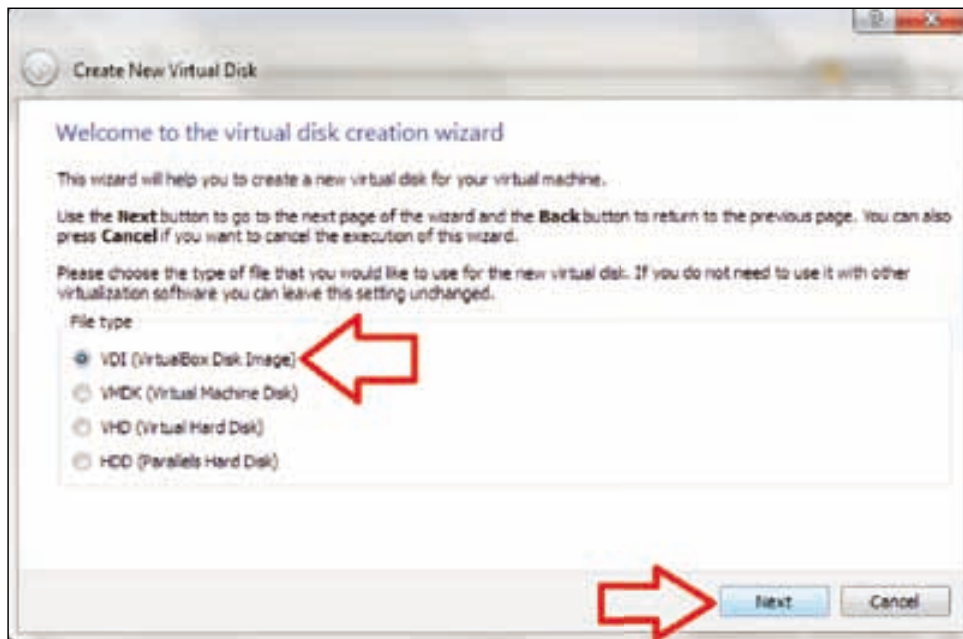 Create New Virtual Disk
Welcome to the virtual disk creation wizard
This wizard will help you to create a new virtual disk for your virtual machine.
Use the Next button to go to the next page of the wizard and the Back button to return to the previous page. You can also
press Cancel if you want to cancel the execution of this wizard.
Please choose the type of file that you would like to use for the new virtual disk. If you do not need to use it with other
virtualization software you can leave this setting unchanged.
File type
VDI (VirtualBox Disk Image)
VMDK (Virtual Machine Disk)
VHD (Virtual Hard Disk)
HDD (Parallels Hard Disk)
Next Cancel